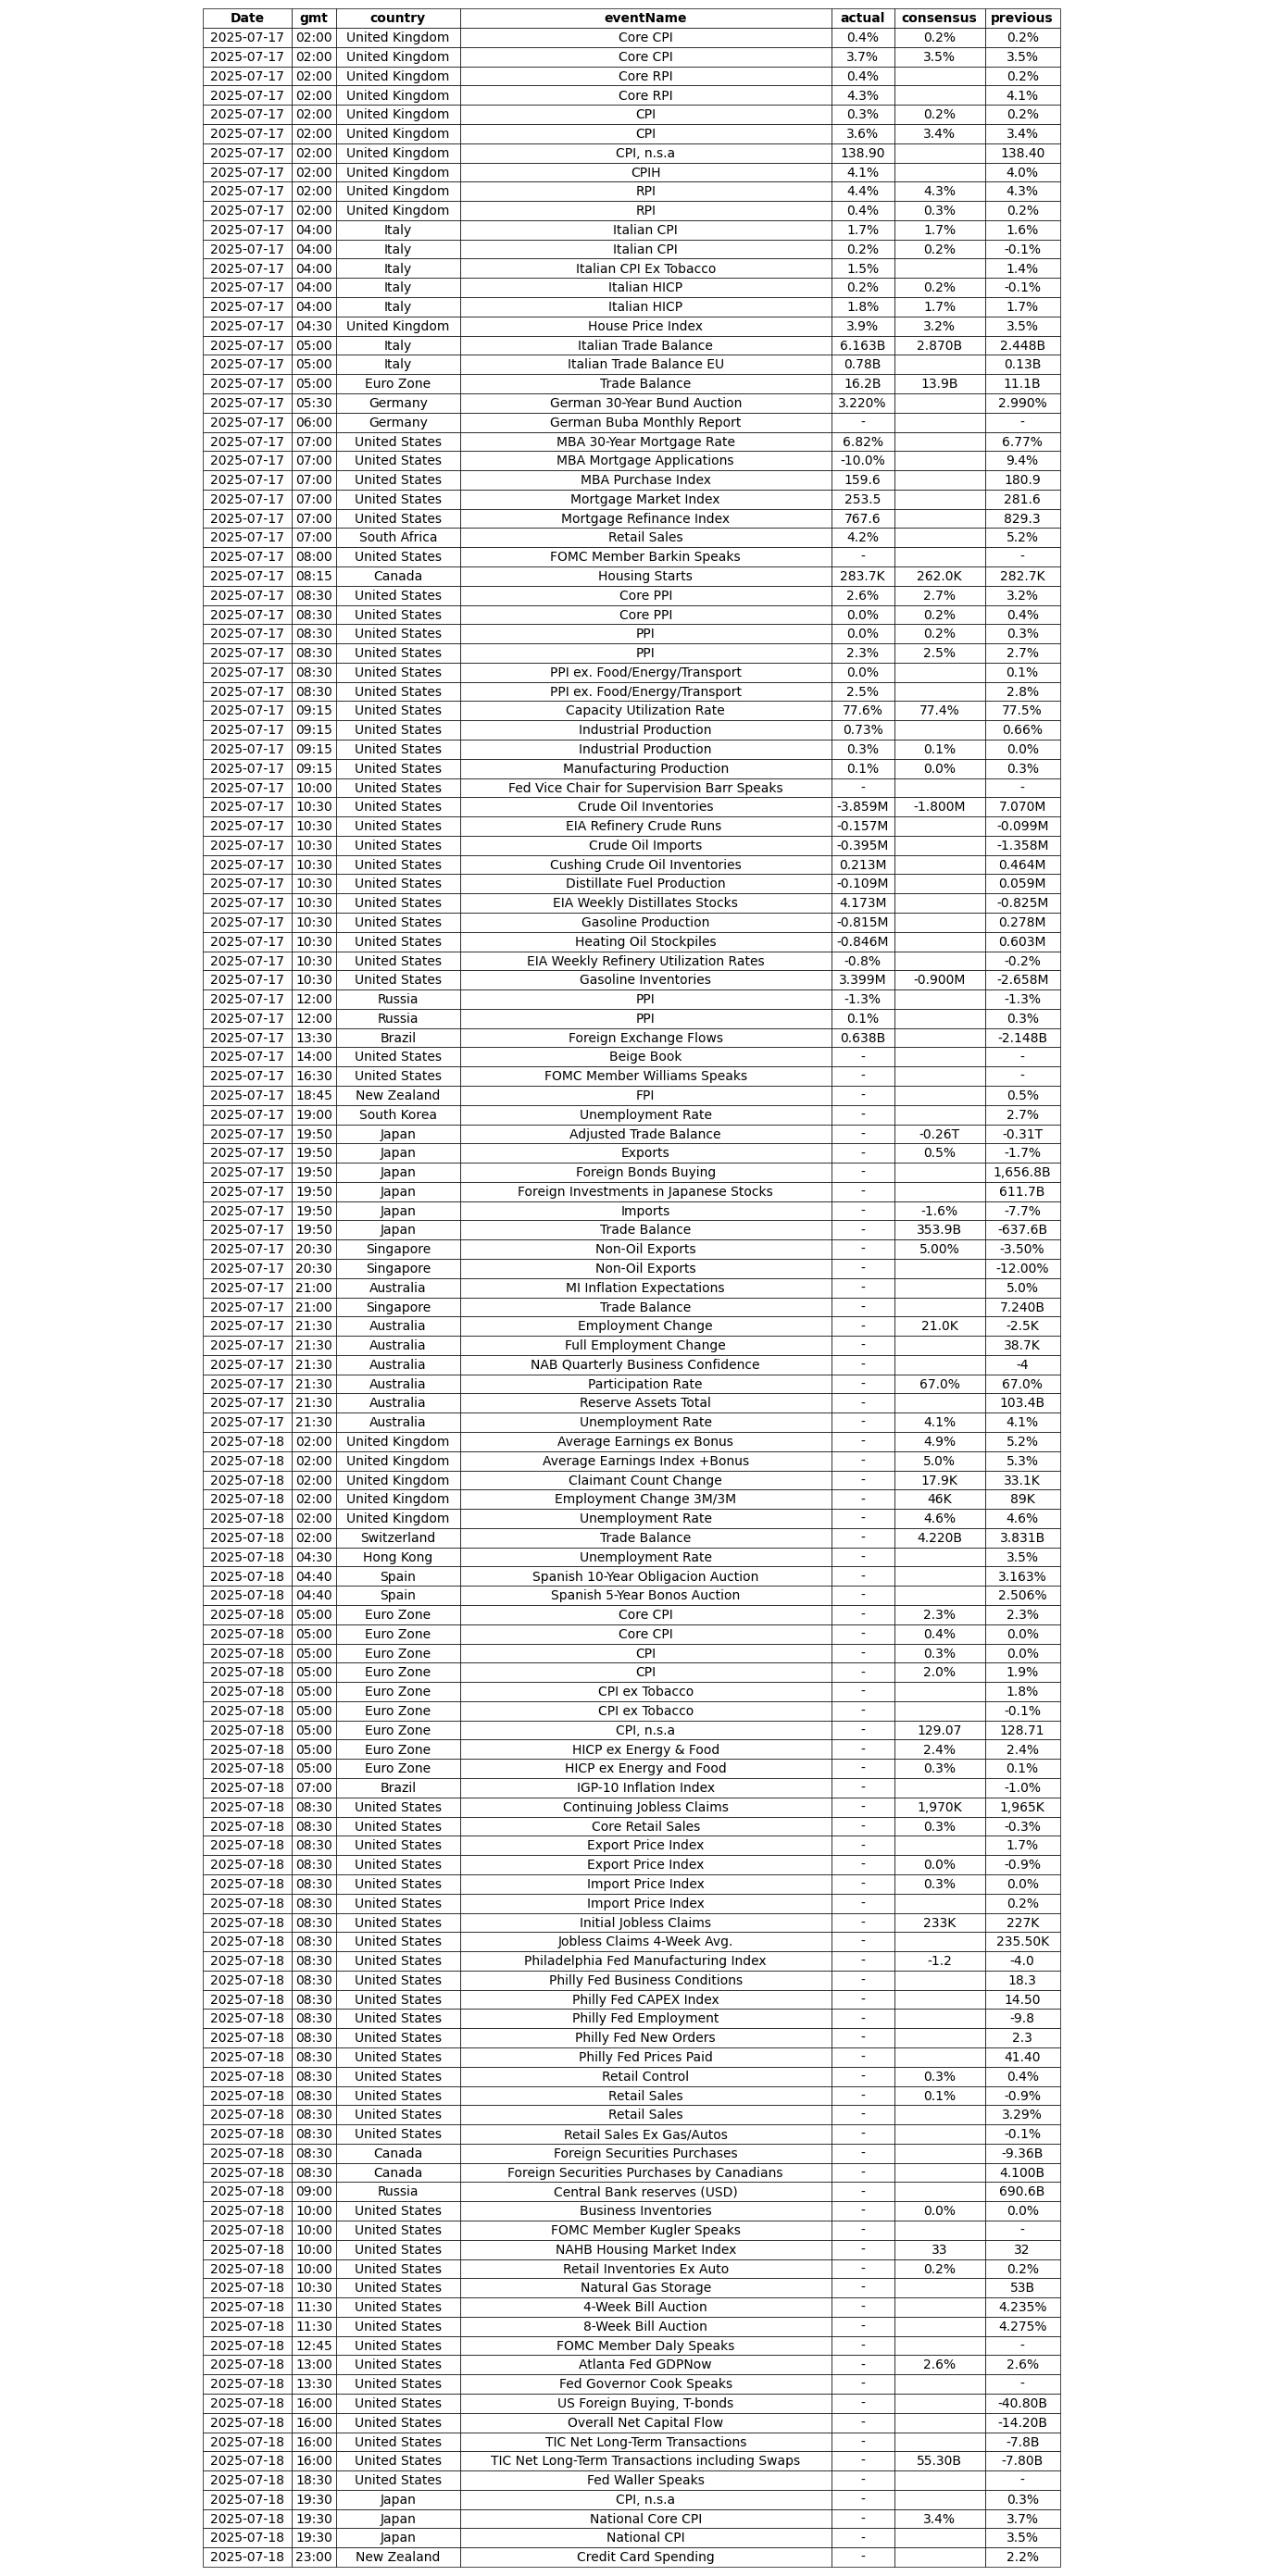 Date gmt country eventName actual consensus previous
2025-07-17 02:00 United Kingdom Core CPI 0.4% 0.2% 0.2%
2025-07-17 02:00 United Kingdom Core CPI 3.7% 3.5% 3.5%
2025-07-17 02:00 United Kingdom Core RPI 0.4% 0.2%
2025-07-17 02:00 United Kingdom Core RPI 4.3% 4.1%
2025-07-17 02:00 United Kingdom CPI 0.3% 0.2% 0.2%
2025-07-17 02:00 United Kingdom CPI 3.6% 3.4% 3.4%
2025-07-17 02:00 United Kingdom CPI, n.s.a 138.90 138.40
2025-07-17 02:00 United Kingdom CPIH 4.1% 4.0%
2025-07-17 02:00 United Kingdom RPI 4.4% 4.3% 4.3%
2025-07-17 02:00 United Kingdom RPI 0.4% 0.3% 0.2%
2025-07-17 04:00 Italy Italian CPI 1.7% 1.7% 1.6%
2025-07-17 04:00 Italy Italian CPI 0.2% 0.2% -0.1%
2025-07-17 04:00 Italy Italian CPI Ex Tobacco 1.5% 1.4%
2025-07-17 04:00 Italy Italian HICP 0.2% 0.2% -0.1%
2025-07-17 04:00 Italy Italian HICP 1.8% 1.7% 1.7%
2025-07-17 04:30 United Kingdom House Price Index 3.9% 3.2% 3.5%
2025-07-17 05:00 Italy Italian Trade Balance 6.163B 2.870B 2.448B
2025-07-17 05:00 Italy Italian Trade Balance EU 0.78B 0.13B
2025-07-17 05:00 Euro Zone Trade Balance 16.2B 13.9B 11.1B
2025-07-17 05:30 Germany German 30-Year Bund Auction 3.220% 2.990%
2025-07-17 06:00 Germany German Buba Monthly Report - -
2025-07-17 07:00 United States MBA 30-Year Mortgage Rate 6.82% 6.77%
2025-07-17 07:00 United States MBA Mortgage Applications -10.0% 9.4%
2025-07-17 07:00 United States MBA Purchase Index 159.6 180.9
2025-07-17 07:00 United States Mortgage Market Index 253.5 281.6
2025-07-17 07:00 United States Mortgage Refinance Index 767.6 829.3
2025-07-17 07:00 South Africa Retail Sales 4.2% 5.2%
2025-07-17 08:00 United States FOMC Member Barkin Speaks - -
2025-07-17 08:15 Canada Housing Starts 283.7K 262.0K 282.7K
2025-07-17 08:30 United States Core PPI 2.6% 2.7% 3.2%
2025-07-17 08:30 United States Core PPI 0.0% 0.2% 0.4%
2025-07-17 08:30 United States PPI 0.0% 0.2% 0.3%
2025-07-17 08:30 United States PPI 2.3% 2.5% 2.7%
2025-07-17 08:30 United States PPI ex. Food/Energy/Transport 0.0% 0.1%
2025-07-17 08:30 United States PPI ex. Food/Energy/Transport 2.5% 2.8%
2025-07-17 09:15 United States Capacity Utilization Rate 77.6% 77.4% 77.5%
2025-07-17 09:15 United States Industrial Production 0.73% 0.66%
2025-07-17 09:15 United States Industrial Production 0.3% 0.1% 0.0%
2025-07-17 09:15 United States Manufacturing Production 0.1% 0.0% 0.3%
2025-07-17 10:00 United States Fed Vice Chair for Supervision Barr Speaks - -
2025-07-17 10:30 United States Crude Oil Inventories -3.859M -1.800M 7.070M
2025-07-17 10:30 United States EIA Refinery Crude Runs -0.157M -0.099M
2025-07-17 10:30 United States Crude Oil Imports -0.395M -1.358M
2025-07-17 10:30 United States Cushing Crude Oil Inventories 0.213M 0.464M
2025-07-17 10:30 United States Distillate Fuel Production -0.109M 0.059M
2025-07-17 10:30 United States EIA Weekly Distillates Stocks 4.173M -0.825M
2025-07-17 10:30 United States Gasoline Production -0.815M 0.278M
2025-07-17 10:30 United States Heating Oil Stockpiles -0.846M 0.603M
2025-07-17 10:30 United States EIA Weekly Refinery Utilization Rates -0.8% -0.2%
2025-07-17 10:30 United States Gasoline Inventories 3.399M -0.900M -2.658M
2025-07-17 12:00 Russia PPI -1.3% -1.3%
2025-07-17 12:00 Russia PPI 0.1% 0.3%
2025-07-17 13:30 Brazil Foreign Exchange Flows 0.638B -2.148B
2025-07-17 14:00 United States Beige Book - -
2025-07-17 16:30 United States FOMC Member Williams Speaks - -
2025-07-17 18:45 New Zealand FPI - 0.5%
2025-07-17 19:00 South Korea Unemployment Rate - 2.7%
2025-07-17 19:50 Japan Adjusted Trade Balance - -0.26T -0.31T
2025-07-17 19:50 Japan Exports - 0.5% -1.7%
2025-07-17 19:50 Japan Foreign Bonds Buying - 1,656.8B
2025-07-17 19:50 Japan Foreign Investments in Japanese Stocks - 611.7B
2025-07-17 19:50 Japan Imports - -1.6% -7.7%
2025-07-17 19:50 Japan Trade Balance - 353.9B -637.6B
2025-07-17 20:30 Singapore Non-Oil Exports - 5.00% -3.50%
2025-07-17 20:30 Singapore Non-Oil Exports - -12.00%
2025-07-17 21:00 Australia MI Inflation Expectations - 5.0%
2025-07-17 21:00 Singapore Trade Balance - 7.240B
2025-07-17 21:30 Australia Employment Change - 21.0K -2.5K
2025-07-17 21:30 Australia Full Employment Change - 38.7K
2025-07-17 21:30 Australia NAB Quarterly Business Confidence - -4
2025-07-17 21:30 Australia Participation Rate - 67.0% 67.0%
2025-07-17 21:30 Australia Reserve Assets Total - 103.4B
2025-07-17 21:30 Australia Unemployment Rate - 4.1% 4.1%
2025-07-18 02:00 United Kingdom Average Earnings ex Bonus - 4.9% 5.2%
2025-07-18 02:00 United Kingdom Average Earnings Index +Bonus - 5.0% 5.3%
2025-07-18 02:00 United Kingdom Claimant Count Change - 17.9K 33.1K
2025-07-18 02:00 United Kingdom Employment Change 3M/3M - 46K 89K
2025-07-18 02:00 United Kingdom Unemployment Rate - 4.6% 4.6%
2025-07-18 02:00 Switzerland Trade Balance - 4.220B 3.831B
2025-07-18 04:30 Hong Kong Unemployment Rate - 3.5%
2025-07-18 04:40 Spain Spanish 10-Year Obligacion Auction - 3.163%
2025-07-18 04:40 Spain Spanish 5-Year Bonos Auction - 2.506%
2025-07-18 05:00 Euro Zone Core CPI - 2.3% 2.3%
2025-07-18 05:00 Euro Zone Core CPI - 0.4% 0.0%
2025-07-18 05:00 Euro Zone CPI - 0.3% 0.0%
2025-07-18 05:00 Euro Zone CPI - 2.0% 1.9%
2025-07-18 05:00 Euro Zone CPI ex Tobacco - 1.8%
2025-07-18 05:00 Euro Zone CPI ex Tobacco - -0.1%
2025-07-18 05:00 Euro Zone CPI, n.s.a - 129.07 128.71
2025-07-18 05:00 Euro Zone HICP ex Energy & Food - 2.4% 2.4%
2025-07-18 05:00 Euro Zone HICP ex Energy and Food - 0.3% 0.1%
2025-07-18 07:00 Brazil IGP-10 Inflation Index - -1.0%
2025-07-18 08:30 United States Continuing Jobless Claims - 1,970K 1,965K
2025-07-18 08:30 United States Core Retail Sales - 0.3% -0.3%
2025-07-18 08:30 United States Export Price Index - 1.7%
2025-07-18 08:30 United States Export Price Index - 0.0% -0.9%
2025-07-18 08:30 United States Import Price Index - 0.3% 0.0%
2025-07-18 08:30 United States Import Price Index - 0.2%
2025-07-18 08:30 United States Initial Jobless Claims - 233K 227K
2025-07-18 08:30 United States Jobless Claims 4-Week Avg. - 235.50K
2025-07-18 08:30 United States Philadelphia Fed Manufacturing Index - -1.2 -4.0
2025-07-18 08:30 United States Philly Fed Business Conditions - 18.3
2025-07-18 08:30 United States Philly Fed CAPEX Index - 14.50
2025-07-18 08:30 United States Philly Fed Employment - -9.8
2025-07-18 08:30 United States Philly Fed New Orders - 2.3
2025-07-18 08:30 United States Philly Fed Prices Paid - 41.40
2025-07-18 08:30 United States Retail Control - 0.3% 0.4%
2025-07-18 08:30 United States Retail Sales - 0.1% -0.9%
2025-07-18 08:30 United States Retail Sales - 3.29%
2025-07-18 08:30 United States Retail Sales Ex Gas/Autos - -0.1%
2025-07-18 08:30 Canada Foreign Securities Purchases - -9.36B
2025-07-18 08:30 Canada Foreign Securities Purchases by Canadians - 4.100B
2025-07-18 09:00 Russia Central Bank reserves (USD) - 690.6B
2025-07-18 10:00 United States Business Inventories - 0.0% 0.0%
2025-07-18 10:00 United States FOMC Member Kugler Speaks - -
2025-07-18 10:00 United States NAHB Housing Market Index - 33 32
2025-07-18 10:00 United States Retail Inventories Ex Auto - 0.2% 0.2%
2025-07-18 10:30 United States Natural Gas Storage - 53B
2025-07-18 11:30 United States 4-Week Bill Auction - 4.235%
2025-07-18 11:30 United States 8-Week Bill Auction - 4.275%
2025-07-18 12:45 United States FOMC Member Daly Speaks - -
2025-07-18 13:00 United States Atlanta Fed GDPNow - 2.6% 2.6%
2025-07-18 13:30 United States Fed Governor Cook Speaks - -
2025-07-18 16:00 United States US Foreign Buying, T-bonds - -40.80B
2025-07-18 16:00 United States Overall Net Capital Flow - -14.20B
2025-07-18 16:00 United States TIC Net Long-Term Transactions - -7.8B
2025-07-18 16:00 United States TIC Net Long-Term Transactions including Swaps - 55.30B -7.80B
2025-07-18 18:30 United States Fed Waller Speaks - -
2025-07-18 19:30 Japan CPI, n.s.a - 0.3%
2025-07-18 19:30 Japan National Core CPI - 3.4% 3.7%
2025-07-18 19:30 Japan National CPI - 3.5%
2025-07-18 23:00 New Zealand Credit Card Spending - 2.2%